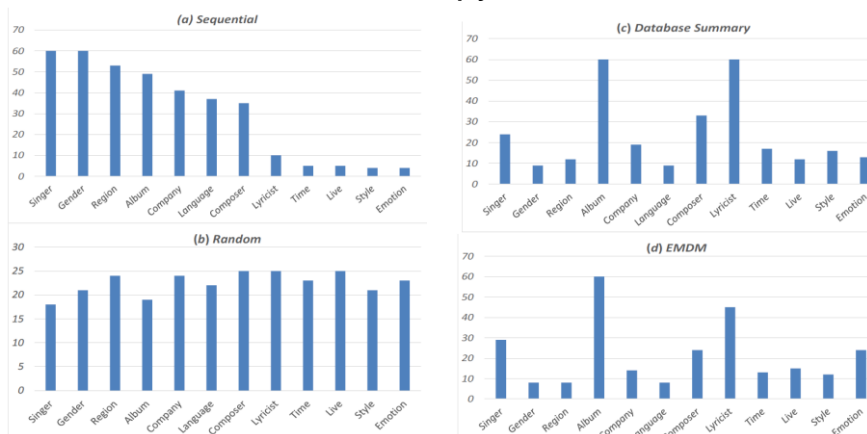 (a) Sequential
70
60
50
40
30
20
10
0
Singer
Gender
Region
Album
Company
Language
Composer
Lyricist
Time
Live
Style
Emotion
(b) Random
30
25
20
15
10
5
0
Singer
Gender
Region
Album
Company
Language
Composer
Lyricist
Time
Live
Style
Emotion
(c) Database Summary
70
60
50
40
30
20
10
0
Singer
Gender
Region
Album
Company
Language
Composer
Lyricist
Time
Live
Style
Emotion
(d) EMDM
70
60
50
40
30
20
10
0
Singer
Gender
Region
Album
Company
Language
Composer
Lyricist
Time
Live
Style
Emotion